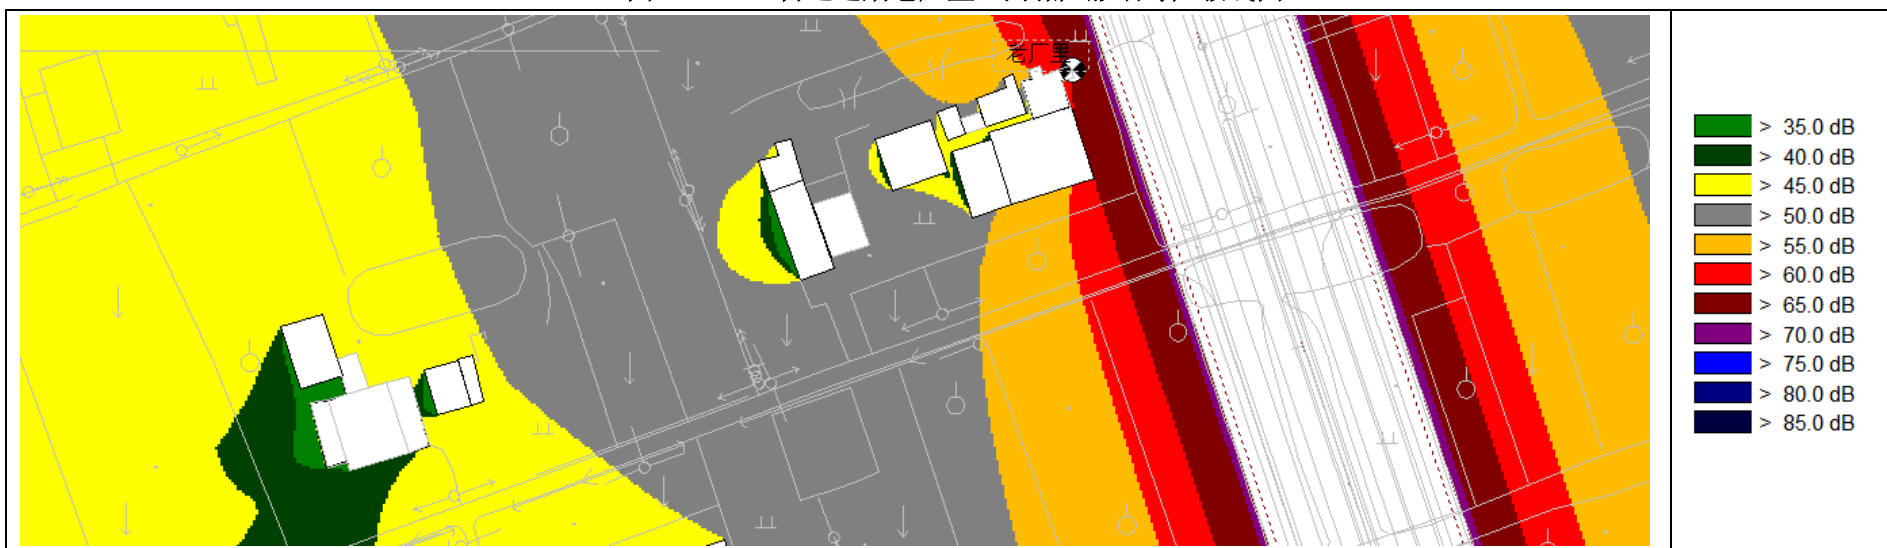 老厂里
> 35.0 dB
> 40.0 dB
> 45.0 dB
> 50.0 dB
> 55.0 dB
> 60.0 dB
> 65.0 dB
> 70.0 dB
> 75.0 dB
> 80.0 dB
> 85.0 dB